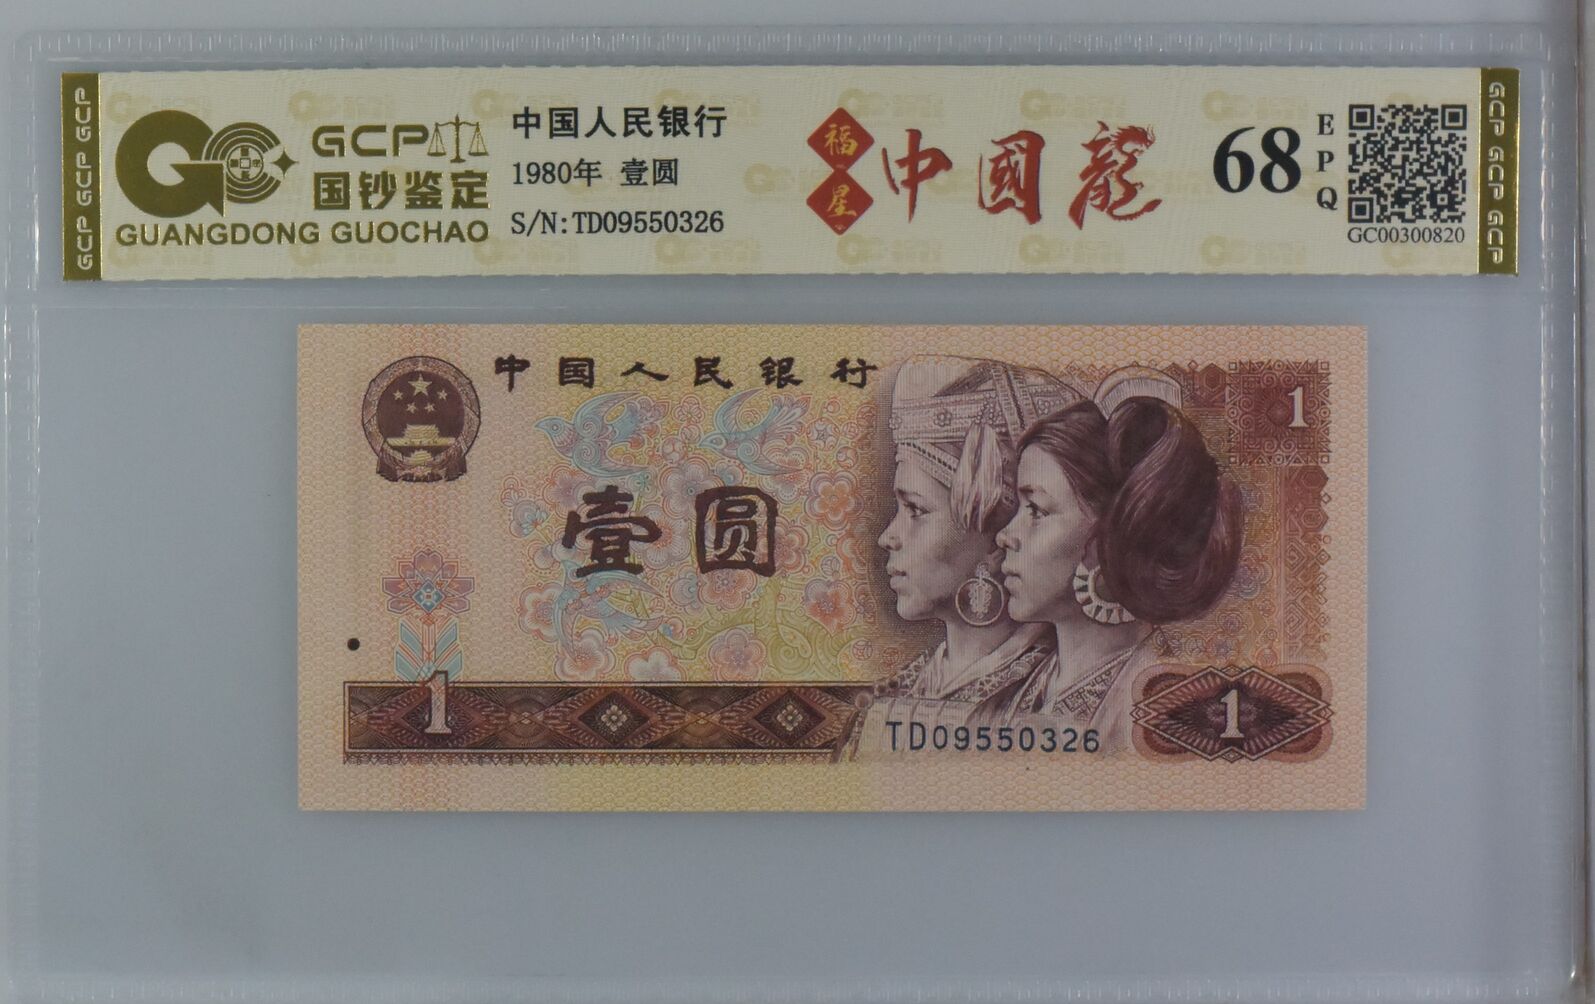 GCP GCP GCP
GCP
国钞鉴定
GUANGDONG GUOCHAO
中国人民银行
1980年 壹圆
S/N:TD09550326
福星
中國龍
68
EPQ
GC00300820
GCP GCP GCP
中国人民银行
1
壹圆
1
1
TD09550326